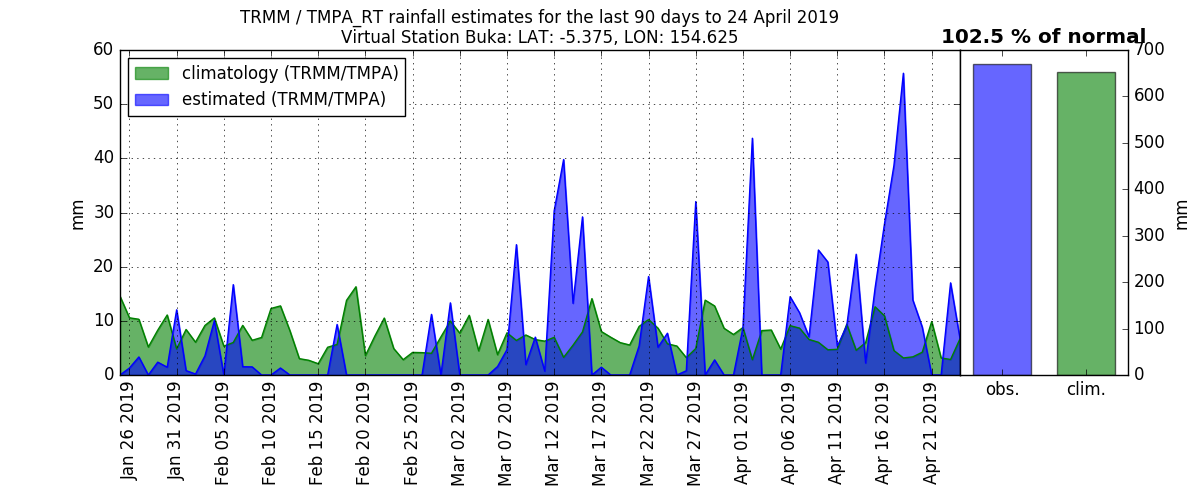 TRMM / TMPA_RT rainfall estimates for the last 90 days to 24 April 2019
Virtual Station Buka: LAT: -5.375, LON: 154.625
102.5 % of normal
climatology (TRMM/TMPA)
estimated (TRMM/TMPA)
60
50
40
30
20
10
0
mm
Jan 26 2019
Jan 31 2019
Feb 05 2019
Feb 10 2019
Feb 15 2019
Feb 20 2019
Feb 25 2019
Mar 02 2019
Mar 07 2019
Mar 12 2019
Mar 17 2019
Mar 22 2019
Mar 27 2019
Apr 01 2019
Apr 06 2019
Apr 11 2019
Apr 16 2019
Apr 21 2019
obs.
clim.
700
600
500
400
300
200
100
0
mm